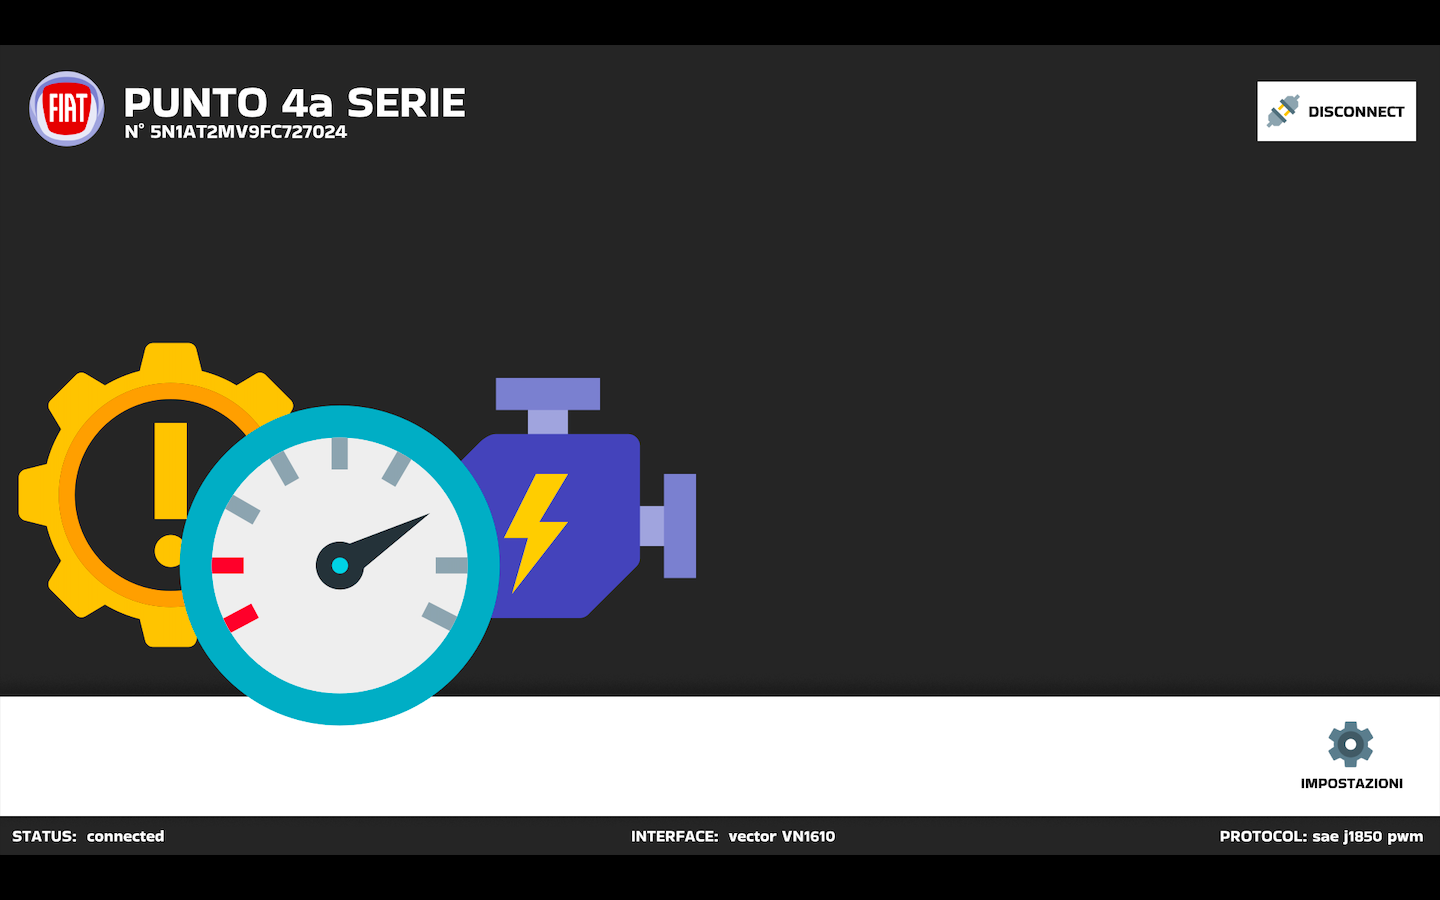 FIAT
PUNTO 4a SERIE
N° 5N1AT2MV9FC727024
DISCONNECT
IMPOSTAZIONI
STATUS: connected
INTERFACE: vector VN1610
PROTOCOL: sae j1850 pwm